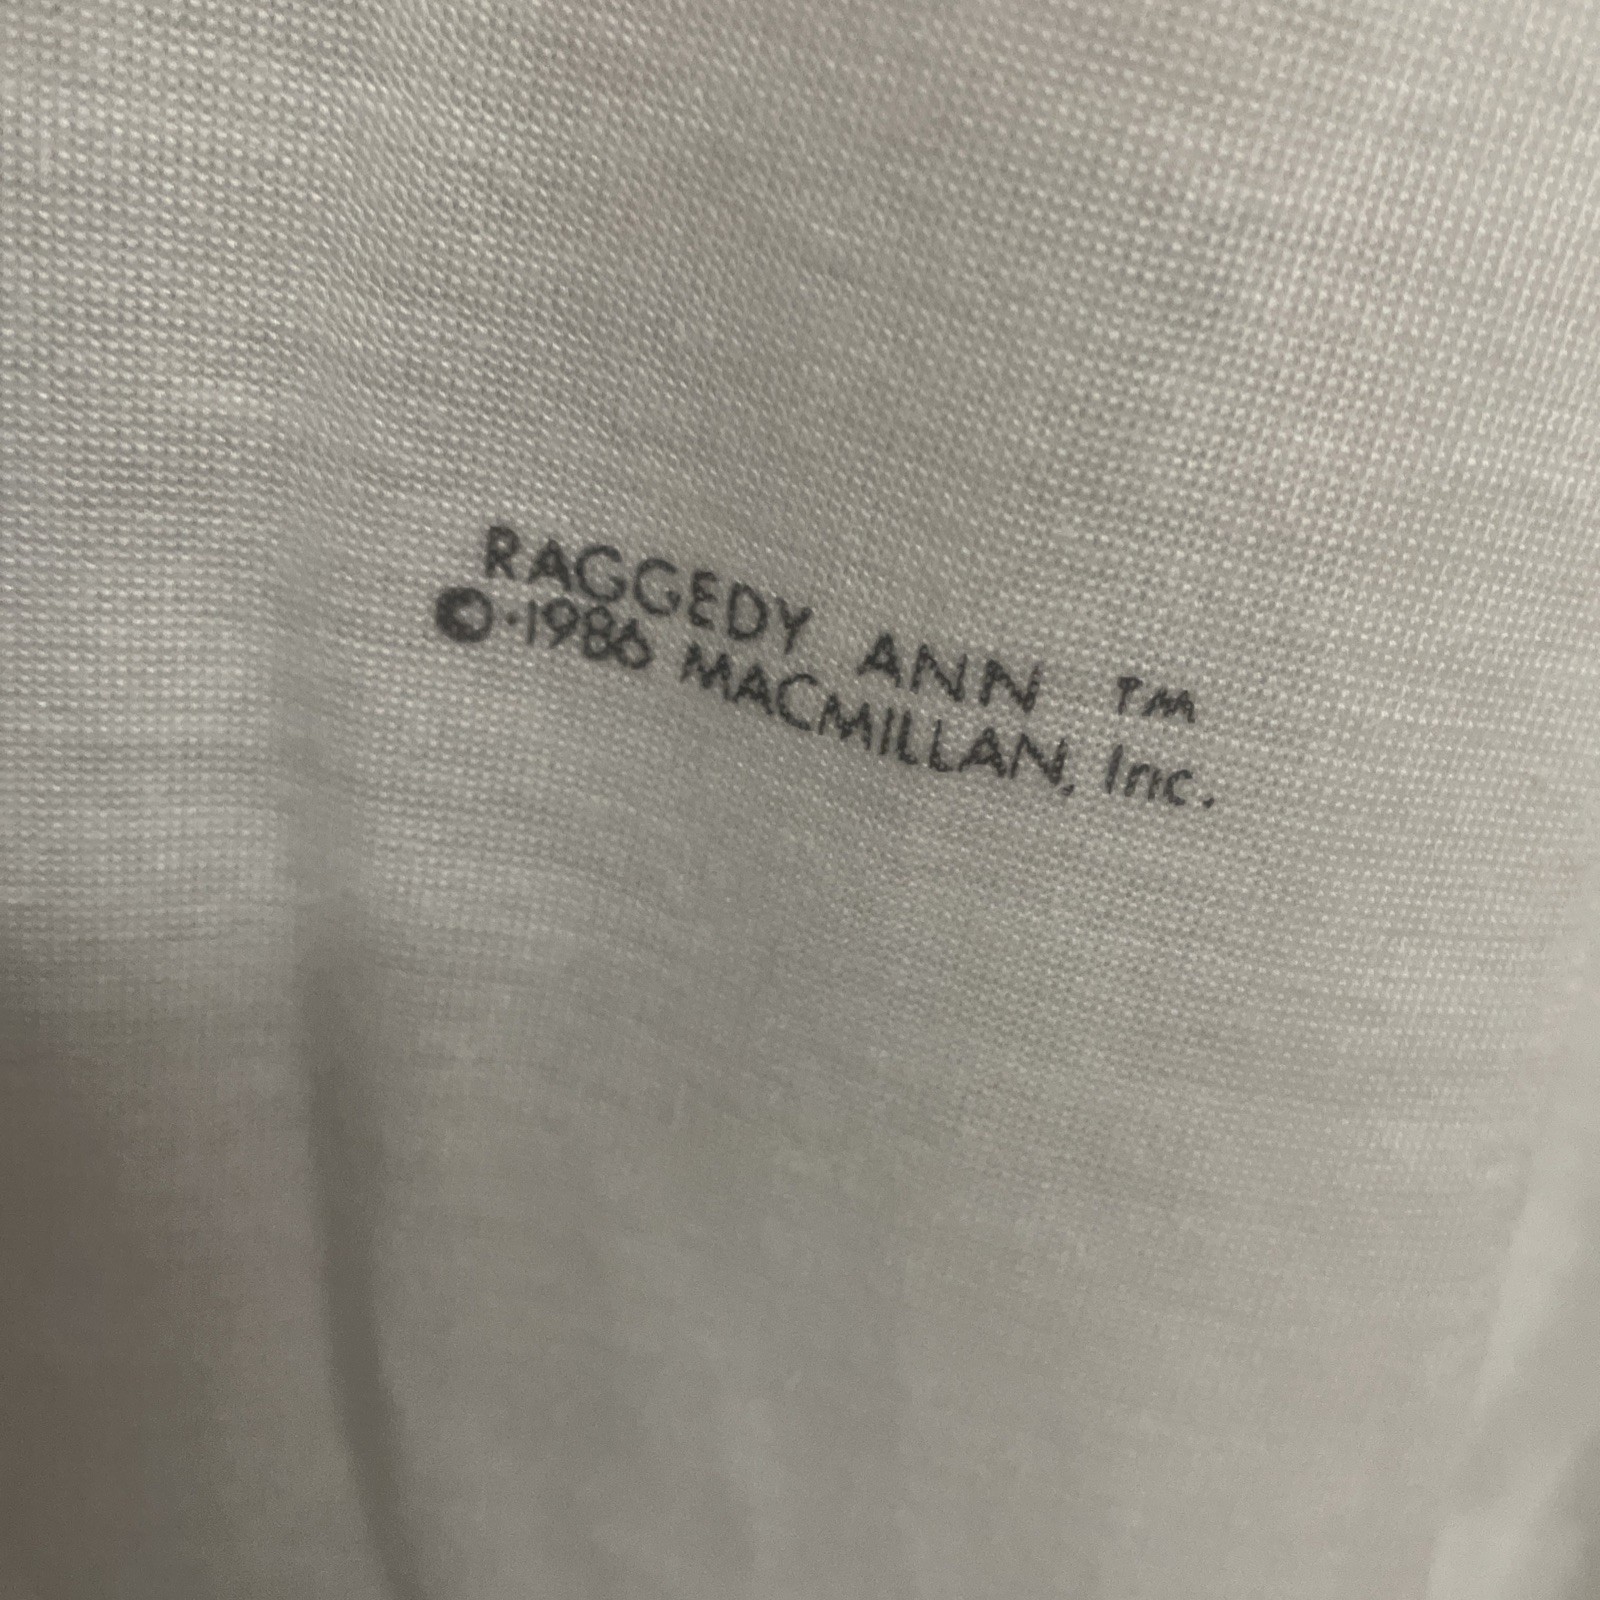 RAGGEDY ANN ™
©·1986 MACMILLAN, Inc.